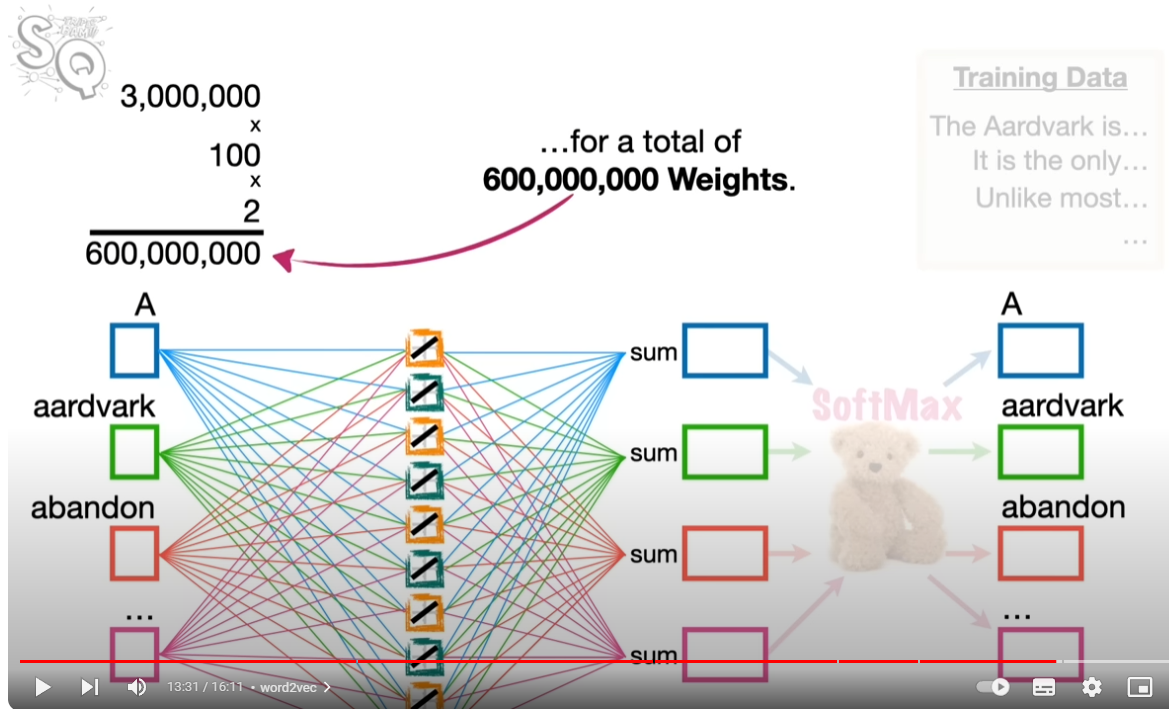 SQ
3,000,000
x
100
x
2
600,000,000
…for a total of
600,000,000 Weights.
Training Data
The Aardvark is…
It is the only…
Unlike most…
…
A
aardvark
abandon
…
sum
sum
sum
sum
SoftMax
A
aardvark
abandon
…
13:31 / 16:11 • word2vec